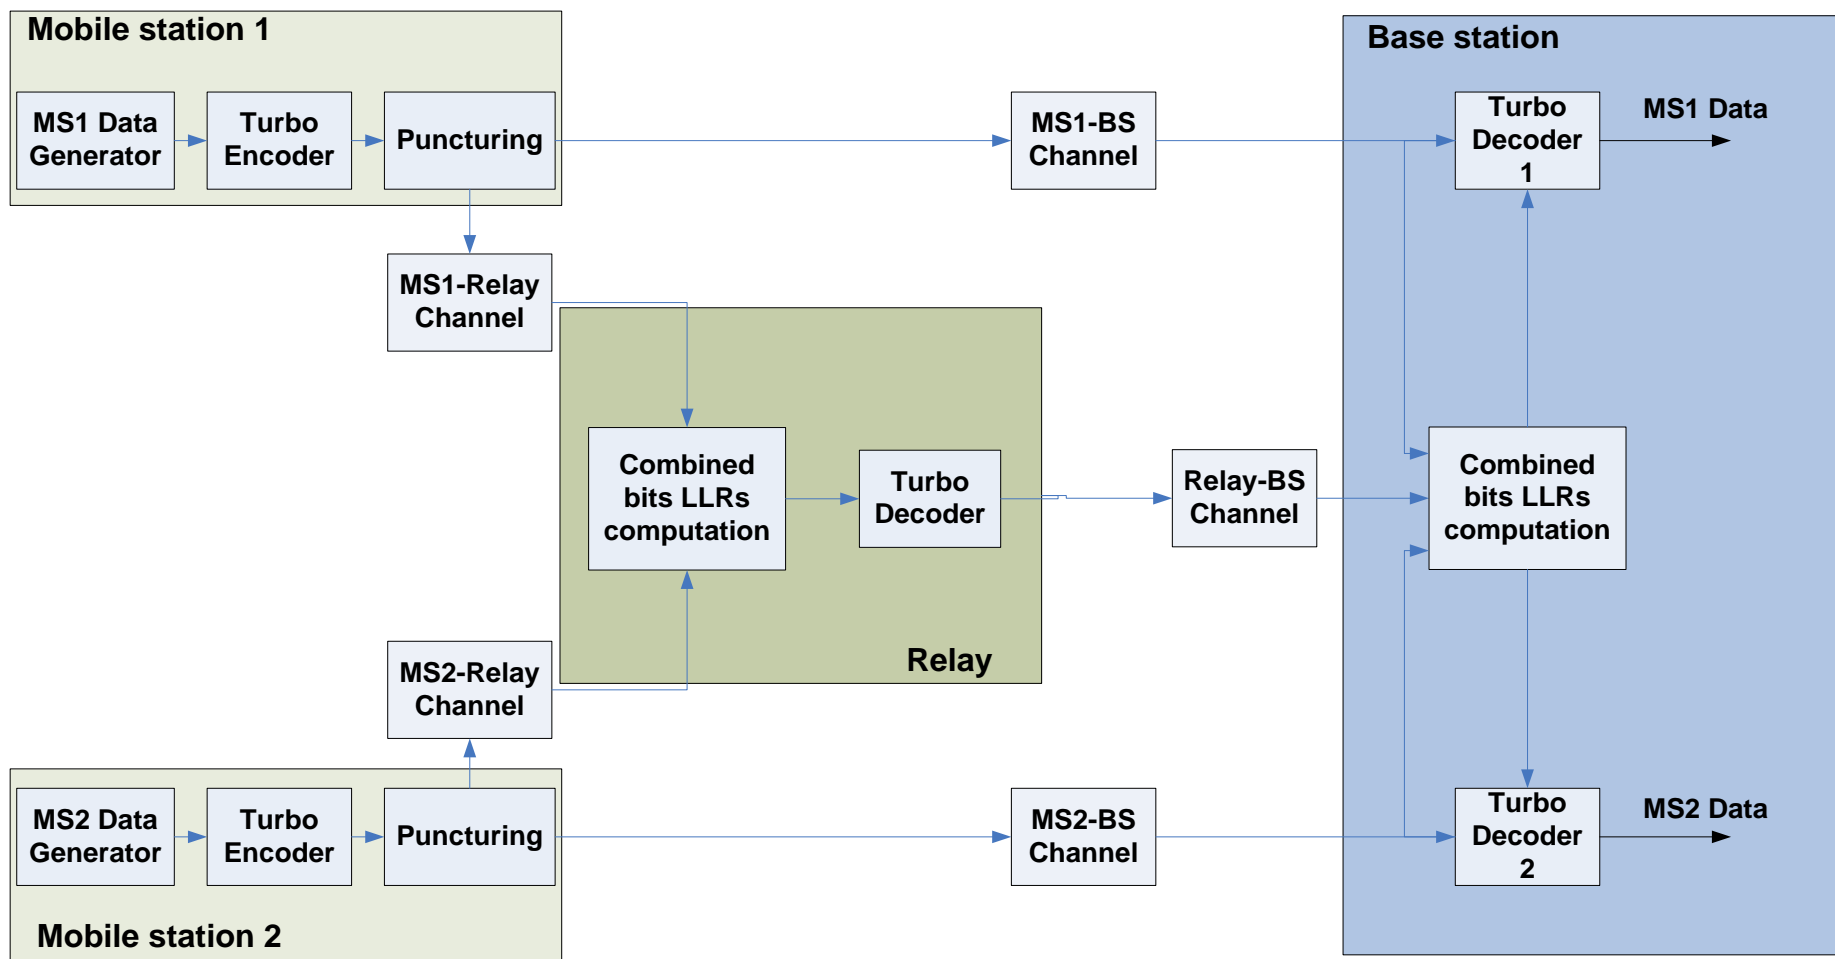 Mobile station 1
MS1 Data
Generator
Turbo
Encoder
Puncturing
MS1-BS
Channel
Base station
Turbo
Decoder
1
MS1 Data
MS1-Relay
Channel
Combined
bits LLRs
computation
Turbo
Decoder
Relay
Relay-BS
Channel
Combined
bits LLRs
computation
MS2-Relay
Channel
MS2 Data
Generator
Turbo
Encoder
Puncturing
Mobile station 2
MS2-BS
Channel
Turbo
Decoder
2
MS2 Data